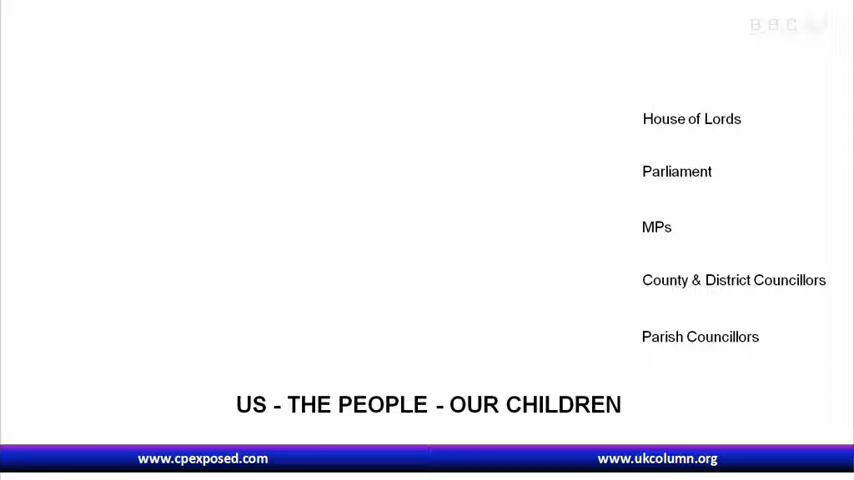 BBC
House of Lords
Parliament
MPs
County & District Councillors
Parish Councillors
US - THE PEOPLE - OUR CHILDREN
www.cpexposed.com
www.ukcolumn.org